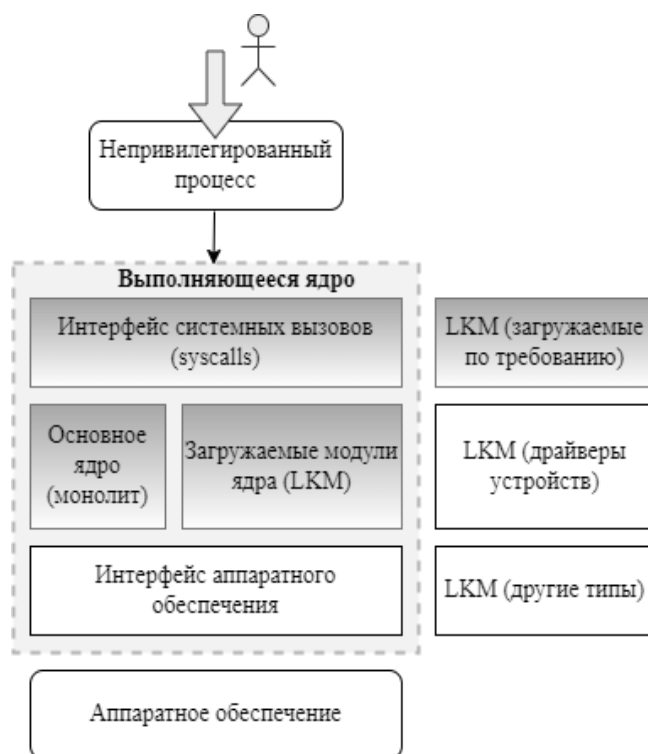 Непривилегированный
процесс
Выполняющееся ядро
Интерфейс системных вызовов
(syscalls)
LKM (загружаемые
по требованию)
Основное
ядро
(монолит)
Загружаемые модули
ядра (LKM)
LKM (драйверы
устройств)
Интерфейс аппаратного
обеспечения
LKM (другие типы)
Аппаратное обеспечение